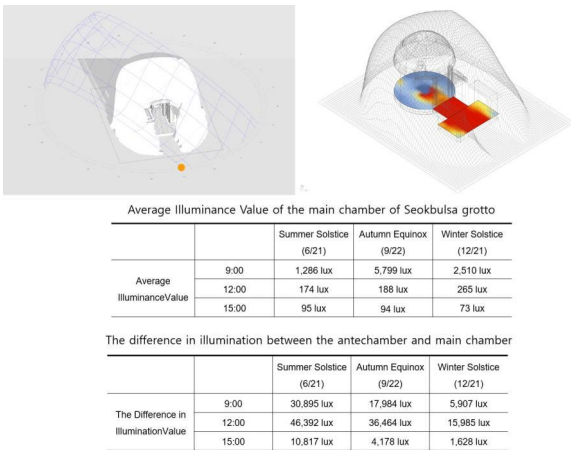 Average Illuminance Value of the main chamber of Seokbulsa grotto
Summer Solstice Autumn Equinox Winter Solstice
(6/21) (9/22) (12/21)
Average IlluminanceValue
9:00 1,286 lux 5,799 lux 2,510 lux
12:00 174 lux 188 lux 265 lux
15:00 95 lux 94 lux 73 lux
The difference in illumination between the antechamber and main chamber
Summer Solstice Autumn Equinox Winter Solstice
(6/21) (9/22) (12/21)
The Difference in
IlluminationValue
9:00 30,895 lux 17,984 lux 5,907 lux
12:00 46,392 lux 36,464 lux 15,985 lux
15:00 10,817 lux 4,178 lux 1,628 lux